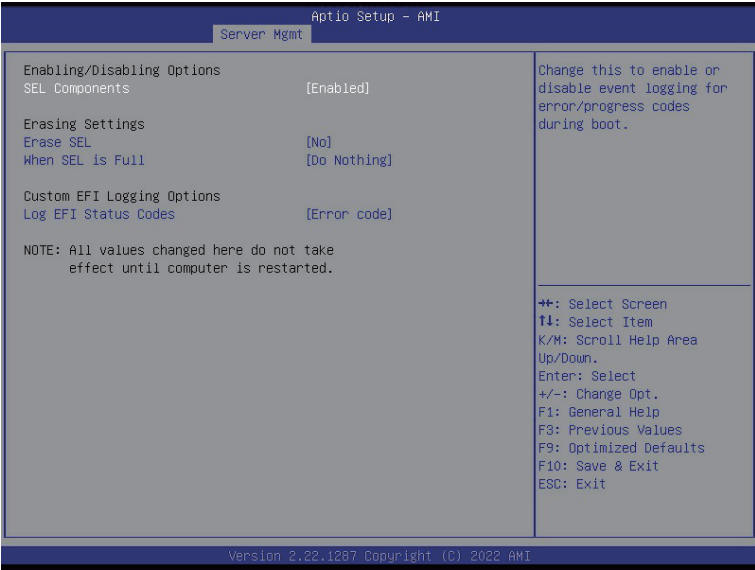 Aptio Setup – AMI
Server Mgmt
Enabling/Disabling Options
SEL Components [Enabled]
Erasing Settings
Erase SEL [No]
When SEL is Full [Do Nothing]
Custom EFI Logging Options
Log EFI Status Codes [Error code]
NOTE: All values changed here do not take
effect until computer is restarted.
Change this to enable or
disable event logging for
error/progress codes
during boot.
→←: Select Screen
↑↓: Select Item
K/M: Scroll Help Area
Up/Down.
Enter: Select
+/-: Change Opt.
F1: General Help
F3: Previous Values
F9: Optimized Defaults
F10: Save & Exit
ESC: Exit
Version 2.22.1287 Copyright (C) 2022 AMI